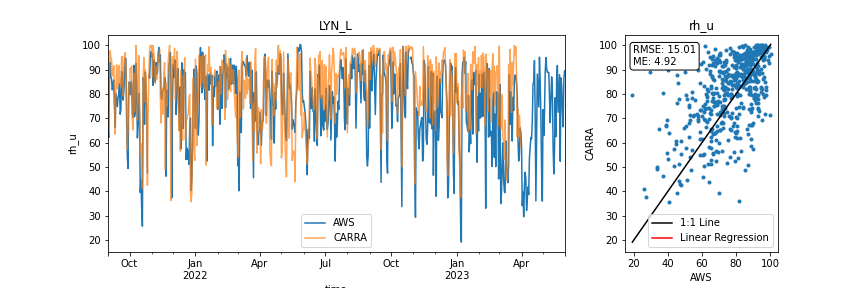 LYN_L
100
90
80
70
60
50
40
30
20
rh_u
AWS
CARRA
Oct
Jan
2022
Apr
Jul
Oct
Jan
2023
Apr
rh_u
RMSE: 15.01
ME: 4.92
100
90
80
70
60
50
40
30
20
CARRA
1:1 Line
Linear Regression
20
40
60
80
100
AWS